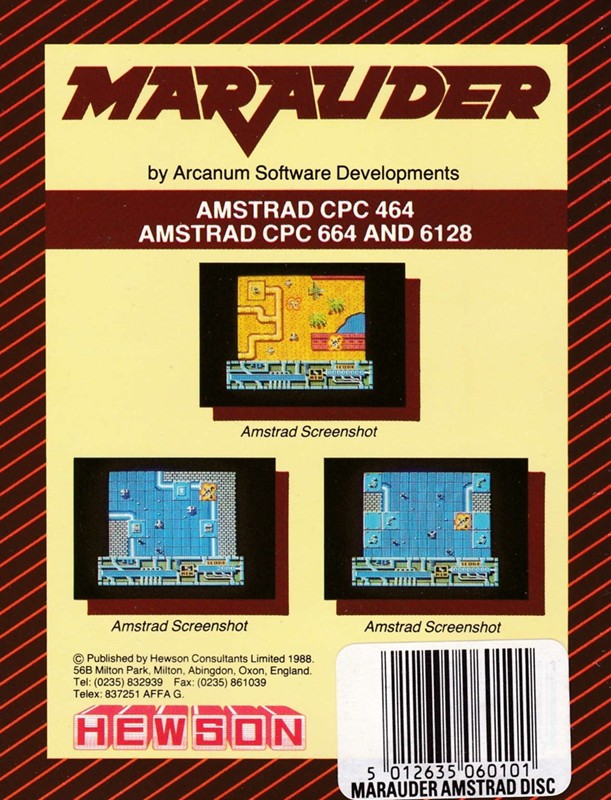 MARAUDER
by Arcanum Software Developments
AMSTRAD CPC 464
AMSTRAD CPC 664 AND 6128
Amstrad Screenshot
Amstrad Screenshot
Amstrad Screenshot
© Published by Hewson Consultants Limited 1988.
56B Milton Park, Milton, Abingdon, Oxon, England.
Tel: (0235) 832939 Fax: (0235) 861039
Telex: 837251 AFFA G.
HEWSON
5 012635 060101
MARAUDER AMSTRAD DISC